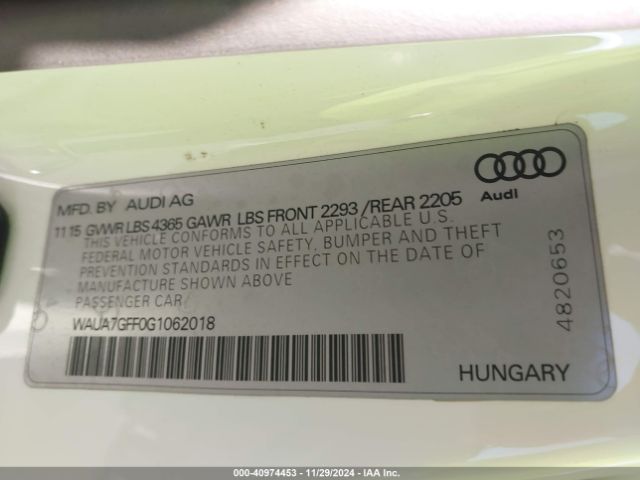 MFD. BY AUDI AG
Audi
11 15 GVWR LBS 4365 GAWR LBS FRONT 2293 /REAR 2205
THIS VEHICLE CONFORMS TO ALL APPLICABLE U.S.
FEDERAL MOTOR VEHICLE SAFETY, BUMPER AND THEFT
PREVENTION STANDARDS IN EFFECT ON THE DATE OF
MANUFACTURE SHOWN ABOVE
PASSENGER CAR
WAUA7GFF0G1062018
HUNGARY
4820653
000-40974453 - 11/29/2024 - IAAI.COM